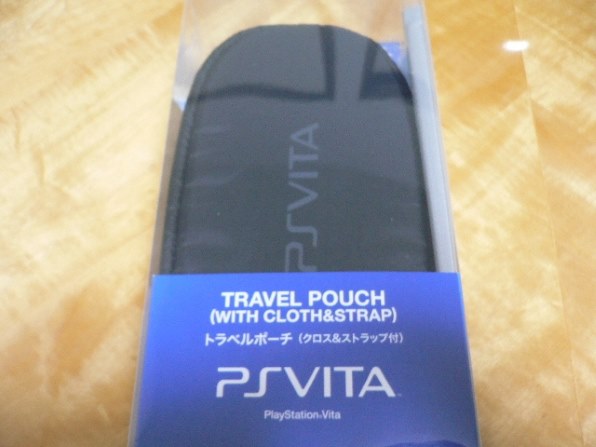 PSVITA
TRAVEL POUCH
(WITH CLOTH&STRAP)
トラベルポーチ（クロス&ストラップ付）
PSVITA™
PlayStation®Vita